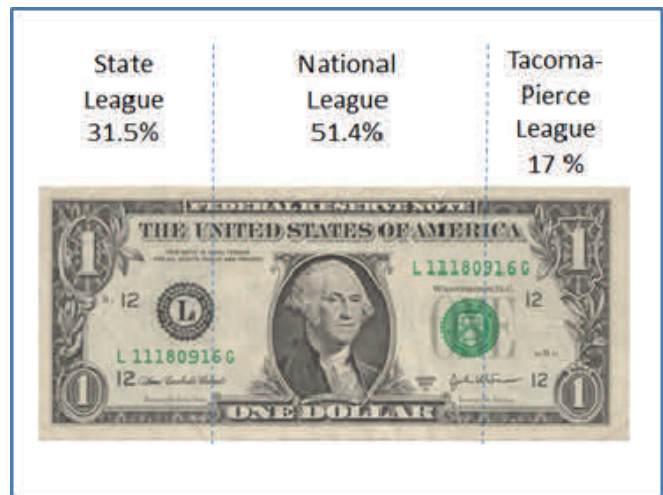 State
League
31.5%
National
League
51.4%
Tacoma-
Pierce
League
17 %
FEDERAL RESERVE NOTE
THE UNITED STATES OF AMERICA
L 11180916 G
12
12
L
L 11180916 G
12
12
1
1
1
1
ONE DOLLAR